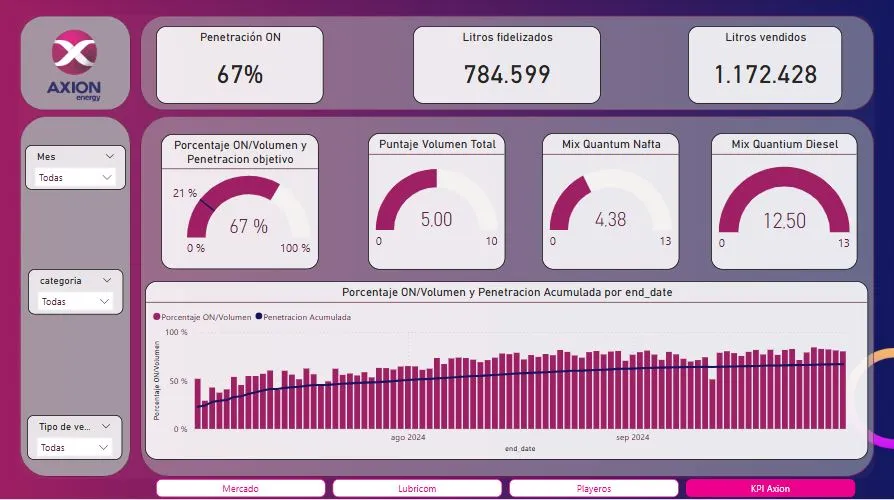 AXION
energy
Penetración ON
67%
Litros fidelizados
784.599
Litros vendidos
1.172.428
Mes
Todas
categoria
Todas
Tipo de ve...
Todas
Porcentaje ON/Volumen y
Penetracion objetivo
21 %
67 %
0 %
100 %
Puntaje Volumen Total
5,00
0
10
Mix Quantum Nafta
4,38
0
13
Mix Quantium Diesel
12,50
0
13
Porcentaje ON/Volumen y Penetracion Acumulada por end_date
Porcentaje ON/Volumen
Penetracion Acumulada
Porcentaje ON/Volumen
100 %
50 %
0 %
ago 2024
sep 2024
end_date
Mercado
Lubricom
Playeros
KPI Axion